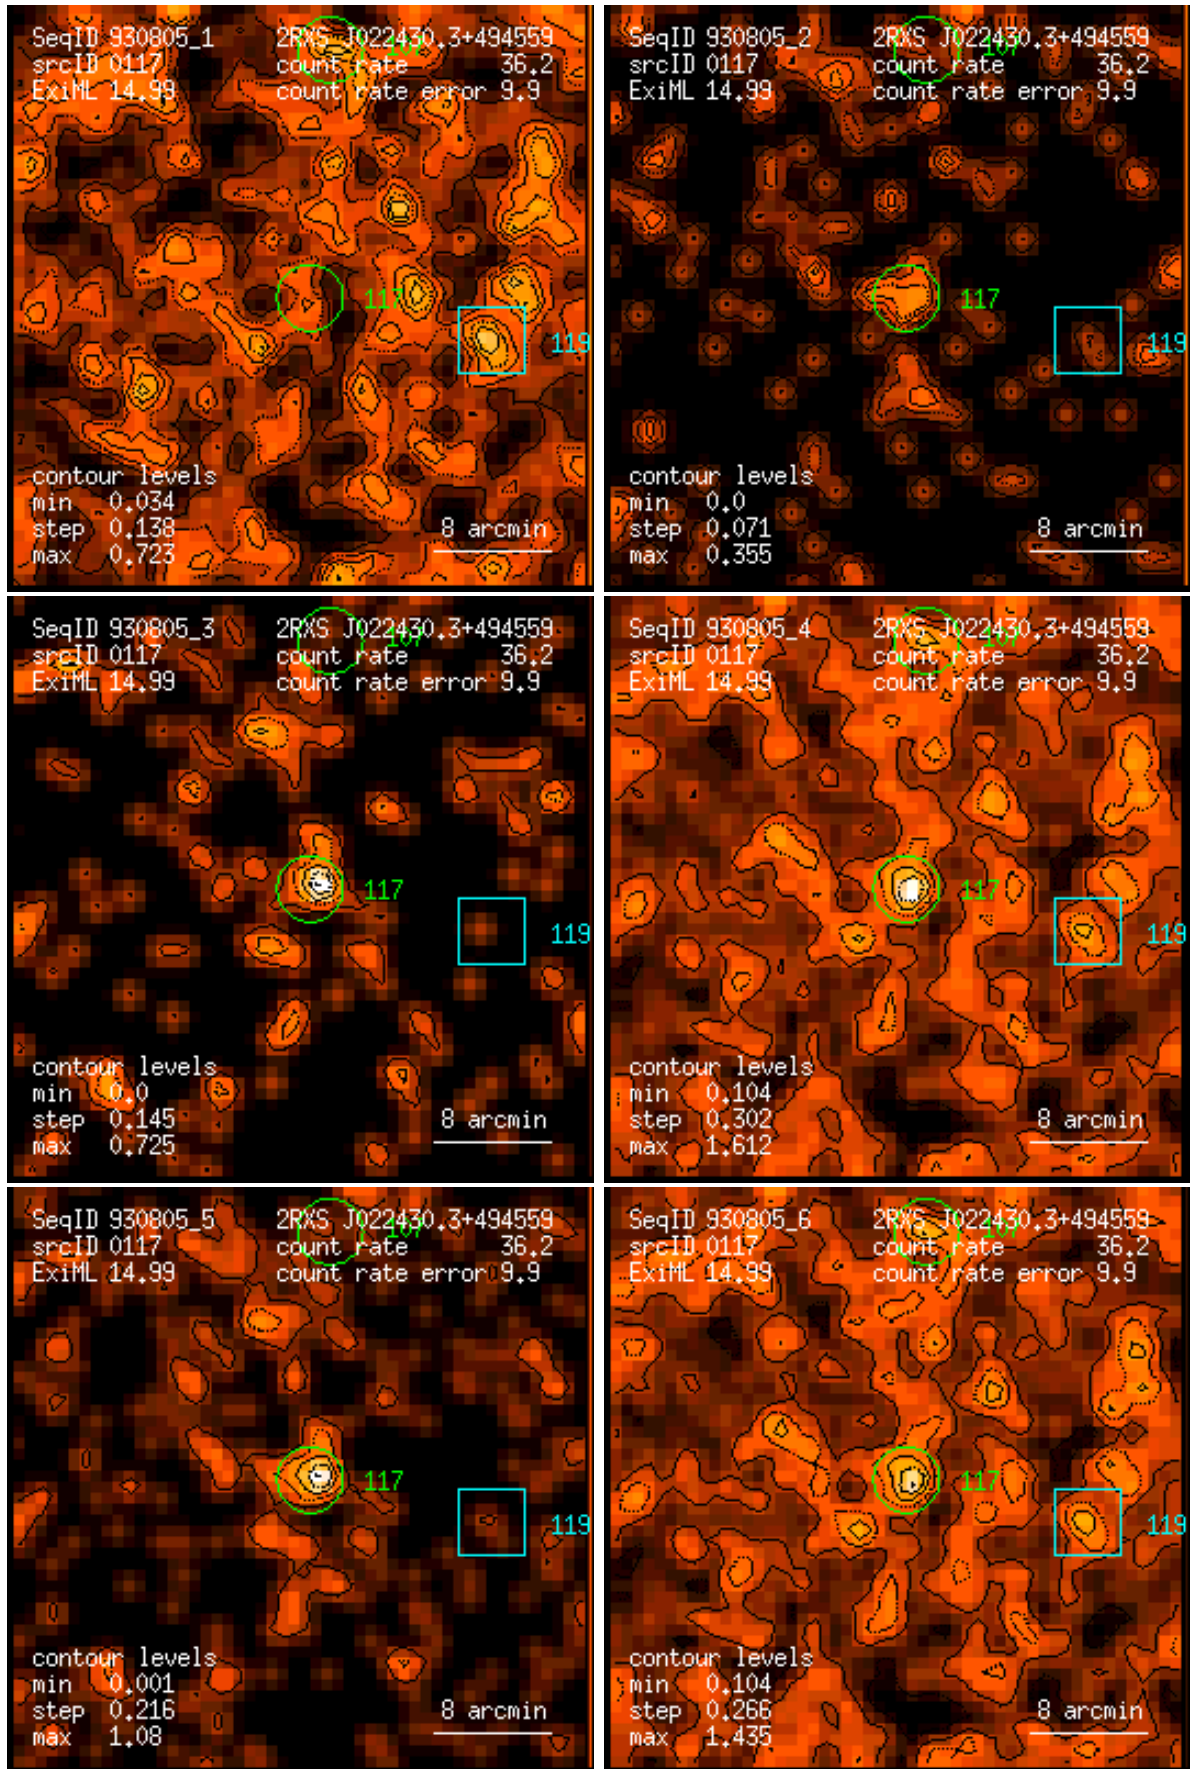 SeqID 930805_1 2RXS J022430.3+494559
srcID 0117 count rate 36.2
ExiML 14.99 count rate error 9.9
107
117
119
contour levels
min 0.034
step 0.138 8 arcmin
max 0.723
SeqID 930805_2 2RXS J022430.3+494559
srcID 0117 count rate 36.2
ExiML 14.99 count rate error 9.9
107
117
119
contour levels
min 0.0
step 0.071 8 arcmin
max 0.355
SeqID 930805_3 2RXS J022430.3+494559
srcID 0117 count rate 36.2
ExiML 14.99 count rate error 9.9
107
117
119
contour levels
min 0.0
step 0.145 8 arcmin
max 0.725
SeqID 930805_4 2RXS J022430.3+494559
srcID 0117 count rate 36.2
ExiML 14.99 count rate error 9.9
107
117
119
contour levels
min 0.104
step 0.302 8 arcmin
max 1.612
SeqID 930805_5 2RXS J022430.3+494559
srcID 0117 count rate 36.2
ExiML 14.99 count rate error 9.9
107
117
119
contour levels
min 0.001
step 0.216 8 arcmin
max 1.08
SeqID 930805_6 2RXS J022430.3+494559
srcID 0117 count rate 36.2
ExiML 14.99 count rate error 9.9
107
117
119
contour levels
min 0.104
step 0.266 8 arcmin
max 1.435